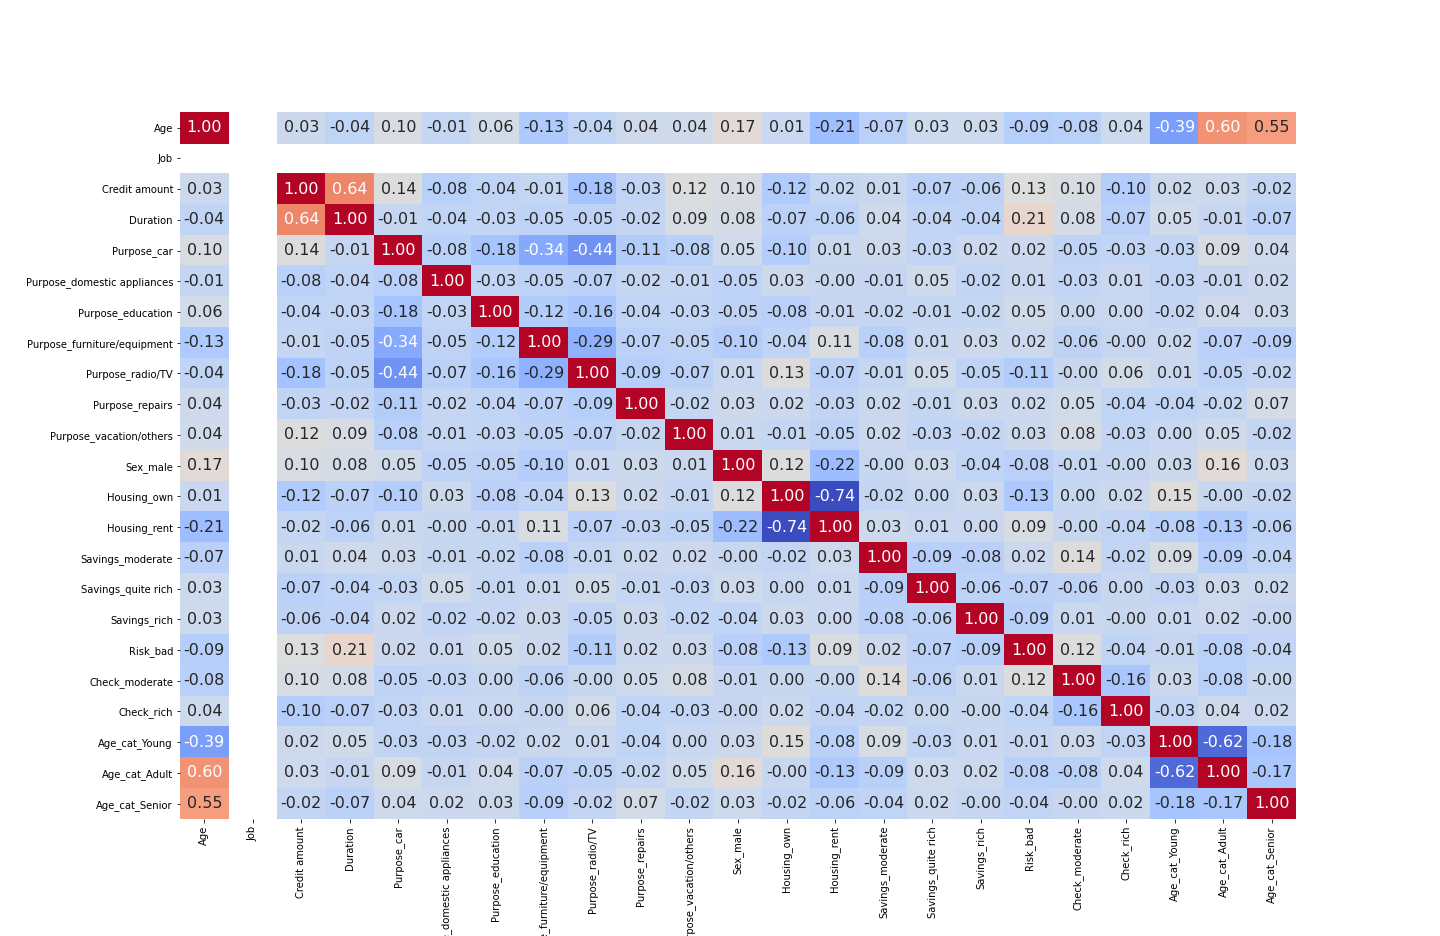 Age 1.00 0.03 -0.04 0.10 -0.01 0.06 -0.13 -0.04 0.04 0.04 0.17 0.01 -0.21 -0.07 0.03 0.03 -0.09 -0.08 0.04 -0.39 0.60 0.55
Job
Credit amount 0.03 1.00 0.64 0.14 -0.08 -0.04 -0.01 -0.18 -0.03 0.12 0.10 -0.12 -0.02 0.01 -0.07 -0.06 0.13 0.10 -0.10 0.02 0.03 -0.02
Duration -0.04 0.64 1.00 -0.01 -0.04 -0.03 -0.05 -0.05 -0.02 0.09 0.08 -0.07 -0.06 0.04 -0.04 -0.04 0.21 0.08 -0.07 0.05 -0.01 -0.07
Purpose_car 0.10 0.14 -0.01 1.00 -0.08 -0.18 -0.34 -0.44 -0.11 -0.08 0.05 -0.10 0.01 0.03 -0.03 0.02 0.02 -0.05 -0.03 -0.03 0.09 0.04
Purpose_domestic appliances -0.01 -0.08 -0.04 -0.08 1.00 -0.03 -0.05 -0.07 -0.02 -0.01 -0.05 0.03 -0.00 -0.01 0.05 -0.02 0.01 -0.03 0.01 -0.03 -0.01 0.02
Purpose_education 0.06 -0.04 -0.03 -0.18 -0.03 1.00 -0.12 -0.16 -0.04 -0.03 -0.05 -0.08 -0.01 -0.02 -0.01 -0.02 0.05 0.00 0.00 -0.02 0.04 0.03
Purpose_furniture/equipment -0.13 -0.01 -0.05 -0.34 -0.05 -0.12 1.00 -0.29 -0.07 -0.05 -0.10 -0.04 0.11 -0.08 0.01 0.03 0.02 -0.06 -0.00 0.02 -0.07 -0.09
Purpose_radio/TV -0.04 -0.18 -0.05 -0.44 -0.07 -0.16 -0.29 1.00 -0.09 -0.07 0.01 0.13 -0.07 -0.01 0.05 -0.05 -0.11 -0.00 0.06 0.01 -0.05 -0.02
Purpose_repairs 0.04 -0.03 -0.02 -0.11 -0.02 -0.04 -0.07 -0.09 1.00 -0.02 0.03 0.02 -0.03 0.02 -0.01 0.03 0.02 0.05 -0.04 -0.04 -0.02 0.07
Purpose_vacation/others 0.04 0.12 0.09 -0.08 -0.01 -0.03 -0.05 -0.07 -0.02 1.00 0.01 -0.01 -0.05 0.02 -0.03 -0.02 0.03 0.08 -0.03 0.00 0.05 -0.02
Sex_male 0.17 0.10 0.08 0.05 -0.05 -0.05 -0.10 0.01 0.03 0.01 1.00 0.12 -0.22 -0.00 0.03 -0.04 -0.08 -0.01 -0.00 0.03 0.16 0.03
Housing_own 0.01 -0.12 -0.07 -0.10 0.03 -0.08 -0.04 0.13 0.02 -0.01 0.12 1.00 -0.74 -0.02 0.00 0.03 -0.13 0.00 0.02 0.15 -0.00 -0.02
Housing_rent -0.21 -0.02 -0.06 0.01 -0.00 -0.01 0.11 -0.07 -0.03 -0.05 -0.22 -0.74 1.00 0.03 0.01 0.00 0.09 -0.00 -0.04 -0.08 -0.13 -0.06
Savings_moderate -0.07 0.01 0.04 0.03 -0.01 -0.02 -0.08 -0.01 0.02 0.02 -0.00 -0.02 0.03 1.00 -0.09 -0.08 0.02 0.14 -0.02 0.09 -0.09 -0.04
Savings_quite rich 0.03 -0.07 -0.04 -0.03 0.05 -0.01 0.01 0.05 -0.01 -0.03 0.03 0.00 0.01 -0.09 1.00 -0.06 -0.07 -0.06 0.00 -0.03 0.03 0.02
Savings_rich 0.03 -0.06 -0.04 0.02 -0.02 -0.02 0.03 -0.05 0.03 -0.02 -0.04 0.03 0.00 -0.08 -0.06 1.00 -0.09 0.01 -0.00 0.01 0.02 -0.00
Risk_bad -0.09 0.13 0.21 0.02 0.01 0.05 0.02 -0.11 0.02 0.03 -0.08 -0.13 0.09 0.02 -0.07 -0.09 1.00 0.12 -0.04 -0.01 -0.08 -0.04
Check_moderate -0.08 0.10 0.08 -0.05 -0.03 0.00 -0.06 -0.00 0.05 0.08 -0.01 0.00 -0.00 0.14 -0.06 0.01 0.12 1.00 -0.16 0.03 -0.08 -0.00
Check_rich 0.04 -0.10 -0.07 -0.03 0.01 0.00 -0.00 0.06 -0.04 -0.03 -0.00 0.02 -0.04 -0.02 0.00 -0.00 -0.04 -0.16 1.00 -0.03 0.04 0.02
Age_cat_Young -0.39 0.02 0.05 -0.03 -0.03 -0.02 0.02 0.01 -0.04 0.00 0.03 0.15 -0.08 0.09 -0.03 0.01 -0.01 0.03 -0.03 1.00 -0.62 -0.18
Age_cat_Adult 0.60 0.03 -0.01 0.09 -0.01 0.04 -0.07 -0.05 -0.02 0.05 0.16 -0.00 -0.13 -0.09 0.03 0.02 -0.08 -0.08 0.04 -0.62 1.00 -0.17
Age_cat_Senior 0.55 -0.02 -0.07 0.04 0.02 0.03 -0.09 -0.02 0.07 -0.02 0.03 -0.02 -0.06 -0.04 0.02 -0.00 -0.04 -0.00 0.02 -0.18 -0.17 1.00
Age
Job
Credit amount
Duration
Purpose_car
_domestic appliances
Purpose_education
_furniture/equipment
Purpose_radio/TV
Purpose_repairs
rpose_vacation/others
Sex_male
Housing_own
Housing_rent
Savings_moderate
Savings_quite rich
Savings_rich
Risk_bad
Check_moderate
Check_rich
Age_cat_Young
Age_cat_Adult
Age_cat_Senior